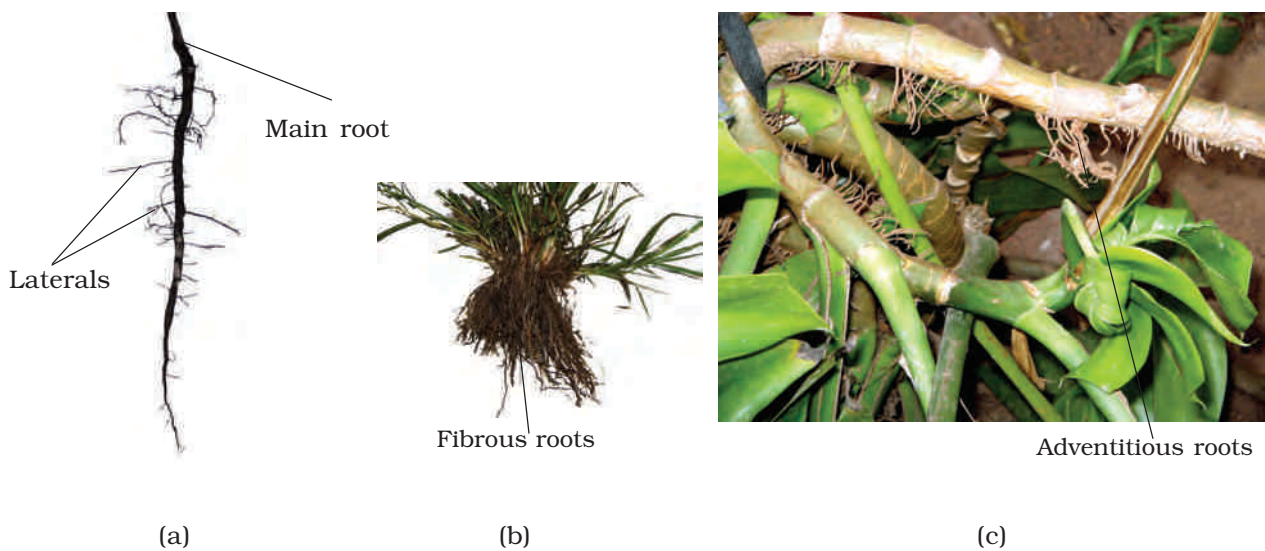 Main root
Laterals
Fibrous roots
Adventitious roots
(a)
(b)
(c)